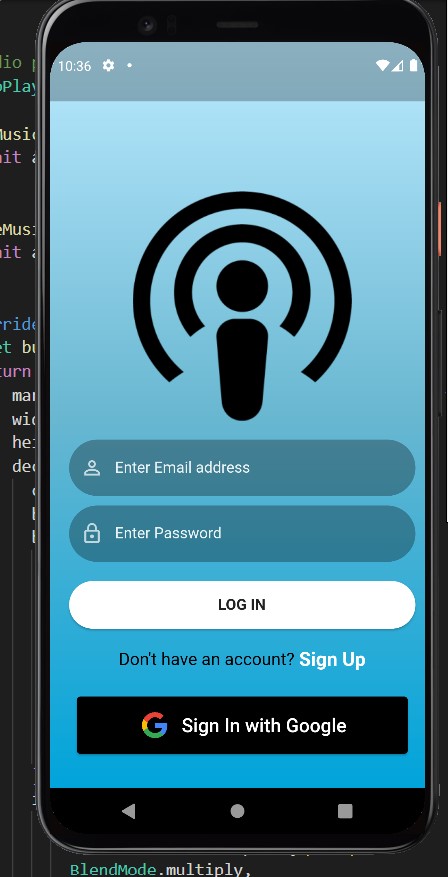 10:36
Enter Email address
Enter Password
LOG IN
Don't have an account? Sign Up
Sign In with Google
BlendMode.multiply,